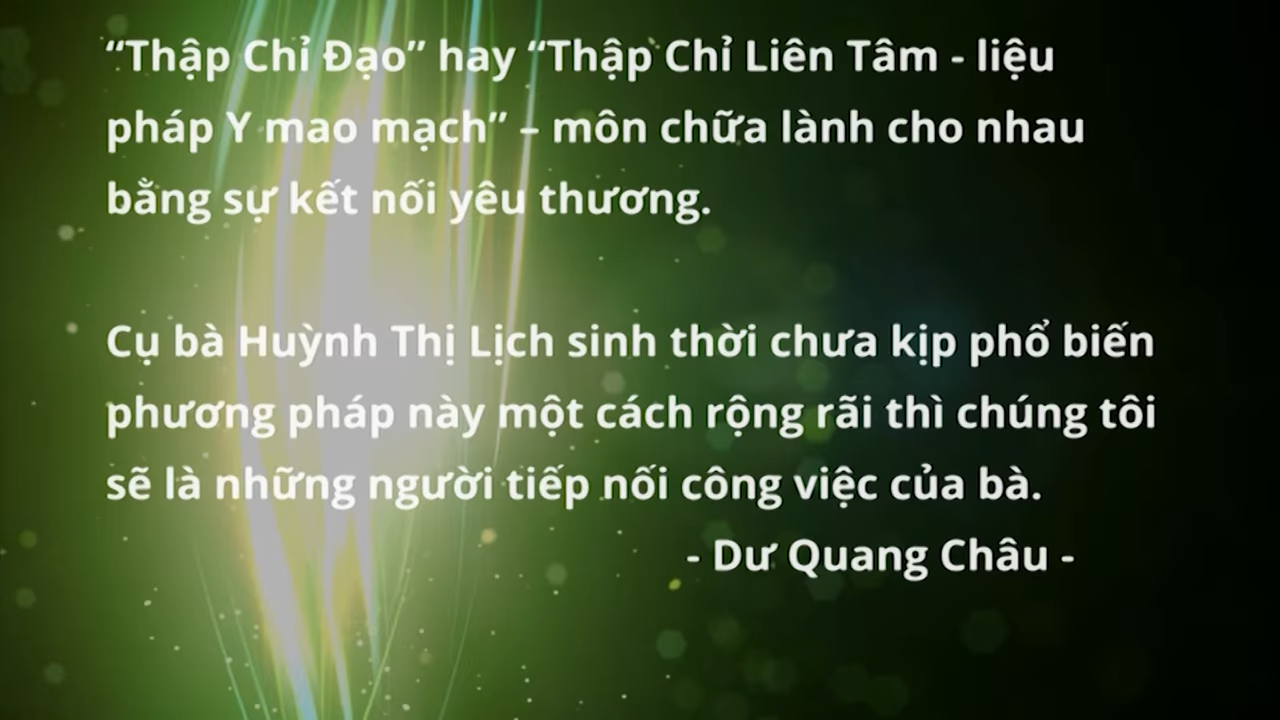 “Thập Chỉ Đạo” hay “Thập Chỉ Liên Tâm - liệu
pháp Y mao mạch” – môn chữa lành cho nhau
bằng sự kết nối yêu thương.
Cụ bà Huỳnh Thị Lịch sinh thời chưa kịp phổ biến
phương pháp này một cách rộng rãi thì chúng tôi
sẽ là những người tiếp nối công việc của bà.
- Dư Quang Châu -